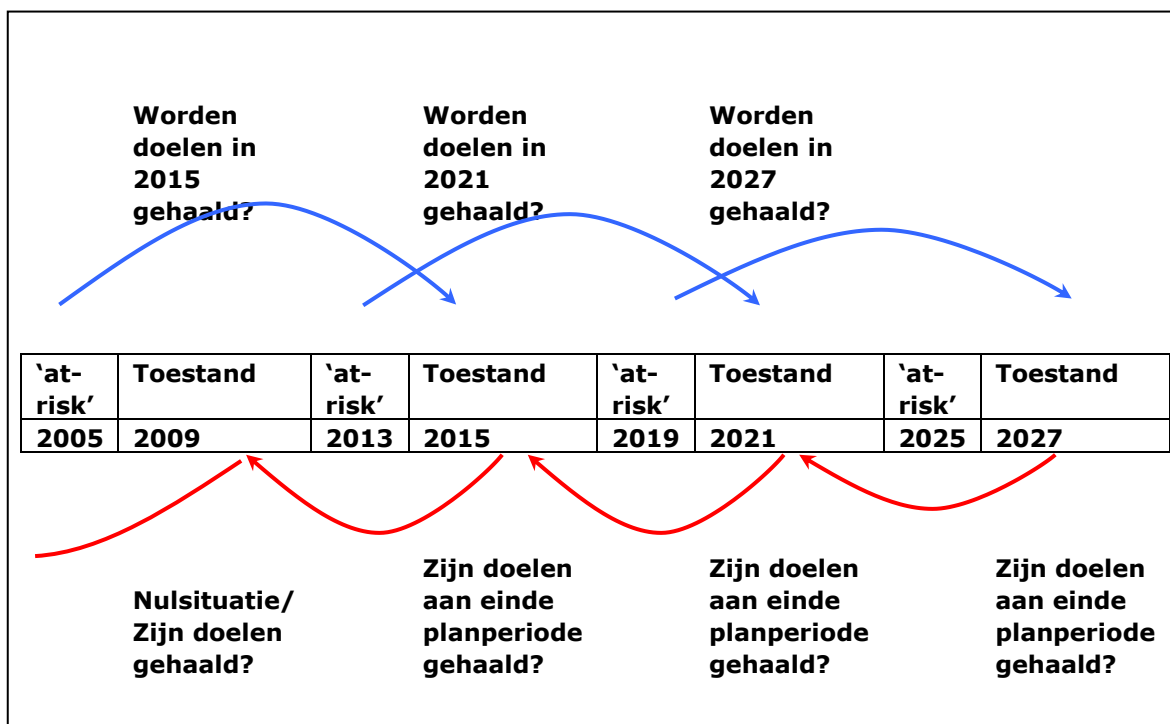 Worden
doelen in
2015
gehaald?
Worden
doelen in
2021
gehaald?
Worden
doelen in
2027
gehaald?
‘at-
risk’
Toestand
‘at-
risk’
Toestand
‘at-
risk’
Toestand
‘at-
risk’
Toestand
2005 2009 2013 2015 2019 2021 2025 2027
Nulsituatie/
Zijn doelen
gehaald?
Zijn doelen
aan einde
planperiode
gehaald?
Zijn doelen
aan einde
planperiode
gehaald?
Zijn doelen
aan einde
planperiode
gehaald?